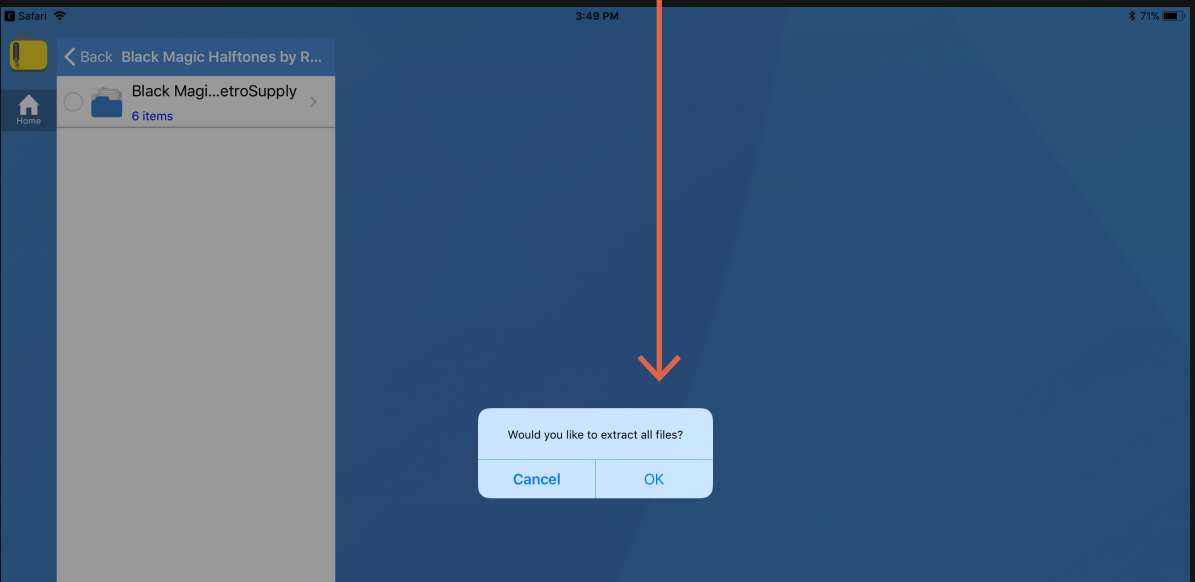 Safari
3:49 PM
71%
Back
Black Magic Halftones by R...
Home
Black Magi...etroSupply
6 items
Would you like to extract all files?
Cancel
OK